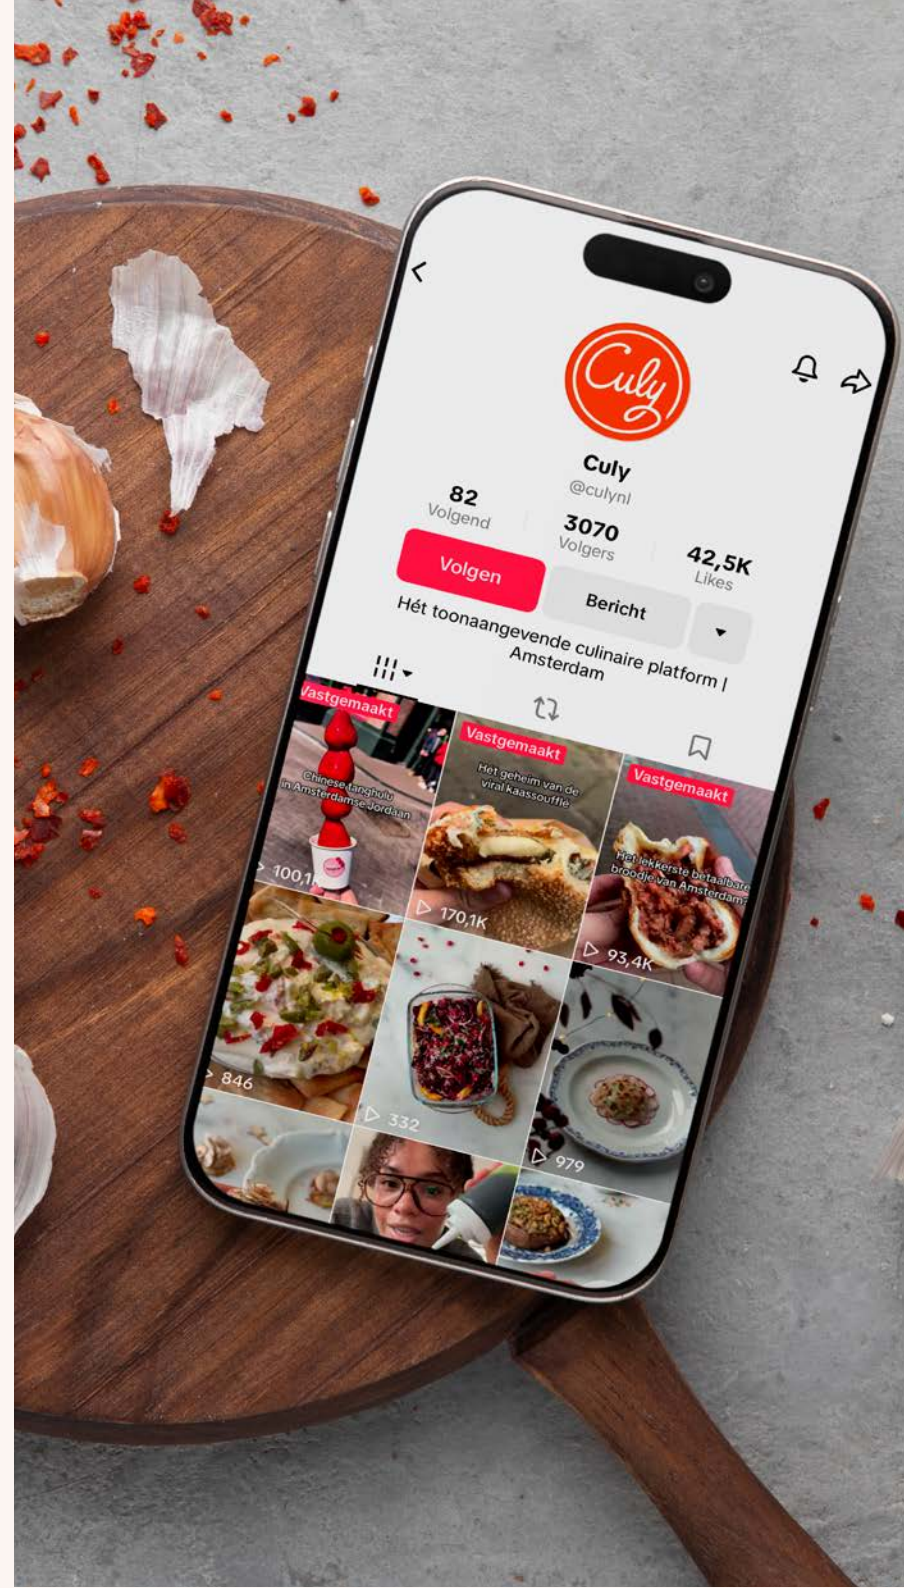 Culy
Culy
@culynl
82
Volgend
3070
Volgers
42,5K
Likes
Volgen
Bericht
Hét toonaangevende culinaire platform |
Amsterdam
Vastgemaakt
Chinese tanghulu
in Amsterdamse Jordaan
100,1K
Vastgemaakt
Het geheim van de
viral kaassoufflé
170,1K
Vastgemaakt
Het lekkerste betaalbare
broodje van Amsterdam
93,4K
846
332
979